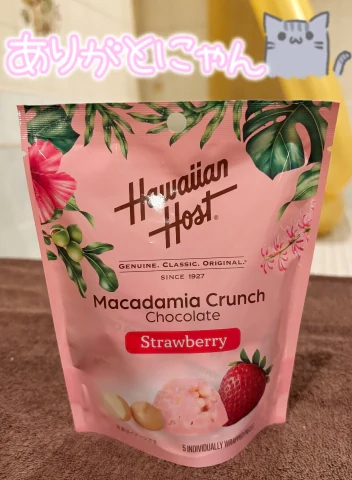 ありがとにゃん
Hawaiian
Host®
GENUINE. CLASSIC. ORIGINAL.™
SINCE 1927
Macadamia Crunch
Chocolate
Strawberry
5 INDIVIDUALLY WRAPPED